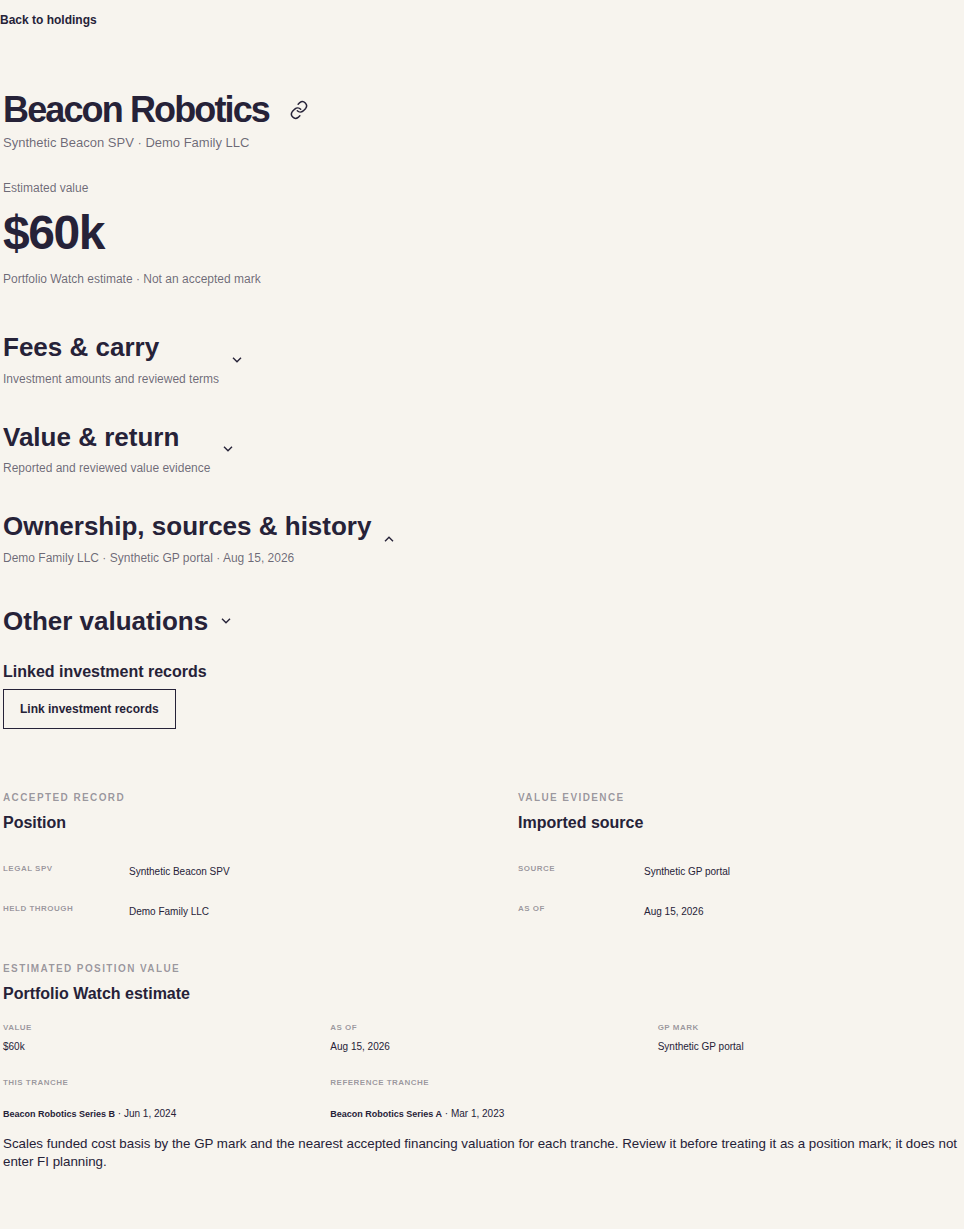 Back to holdings
Beacon Robotics
Synthetic Beacon SPV · Demo Family LLC
Estimated value
$60k
Portfolio Watch estimate · Not an accepted mark
Fees & carry
Investment amounts and reviewed terms
Value & return
Reported and reviewed value evidence
Ownership, sources & history
Demo Family LLC · Synthetic GP portal · Aug 15, 2026
Other valuations
Linked investment records
Link investment records
ACCEPTED RECORD
Position
LEGAL SPV Synthetic Beacon SPV
HELD THROUGH Demo Family LLC
VALUE EVIDENCE
Imported source
SOURCE Synthetic GP portal
AS OF Aug 15, 2026
ESTIMATED POSITION VALUE
Portfolio Watch estimate
VALUE AS OF GP MARK
$60k Aug 15, 2026 Synthetic GP portal
THIS TRANCHE REFERENCE TRANCHE
Beacon Robotics Series B · Jun 1, 2024 Beacon Robotics Series A · Mar 1, 2023
Scales funded cost basis by the GP mark and the nearest accepted financing valuation for each tranche. Review it before treating it as a position mark; it does not
enter FI planning.